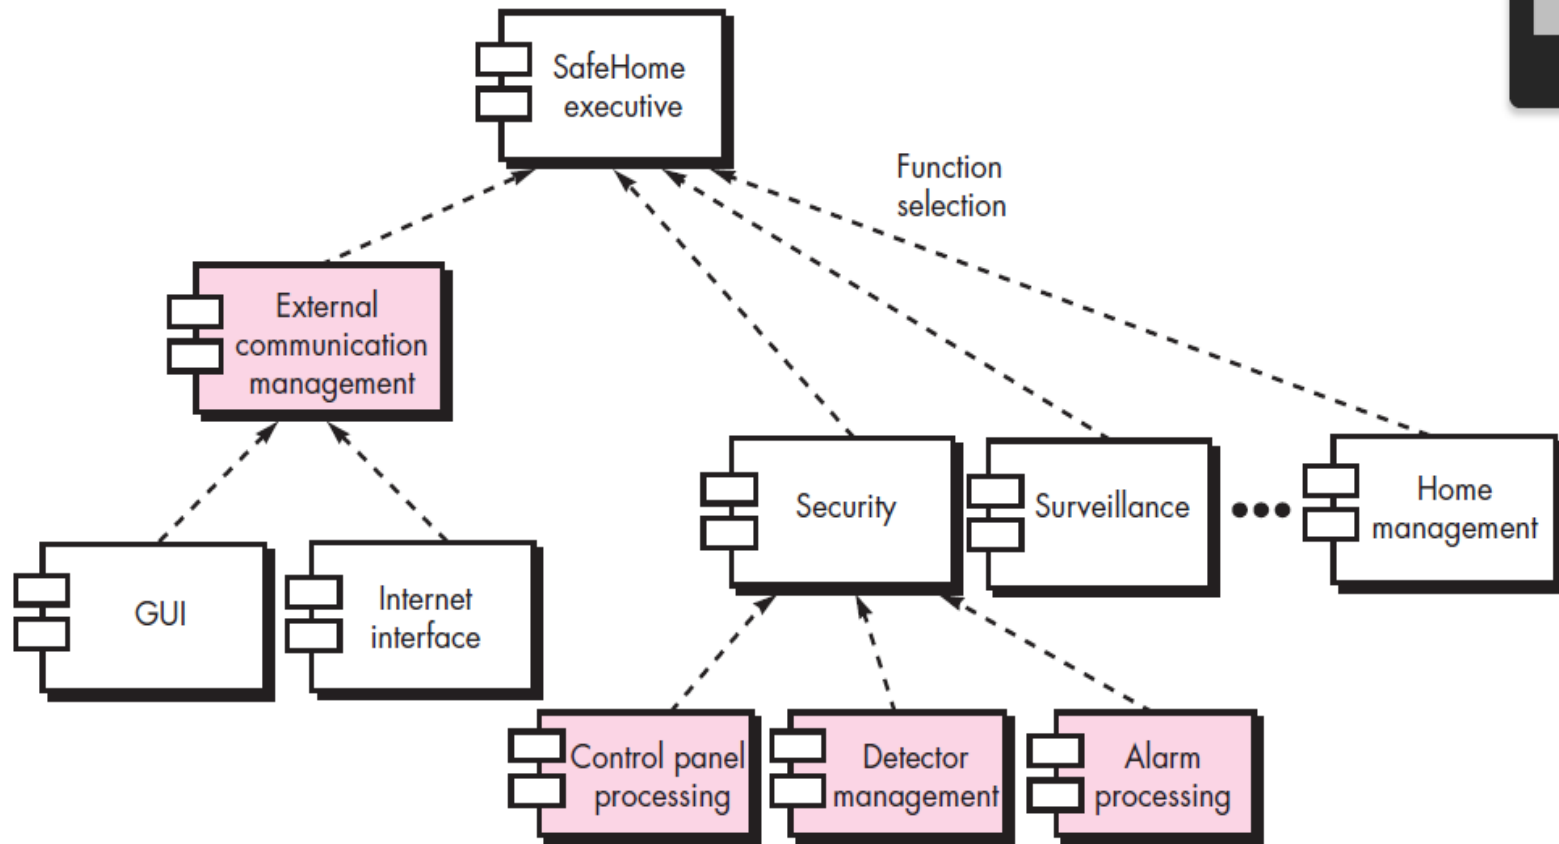 SafeHome
executive
Function
selection
External
communication
management
Security
Surveillance
Home
management
GUI
Internet
interface
Control panel
processing
Detector
management
Alarm
processing